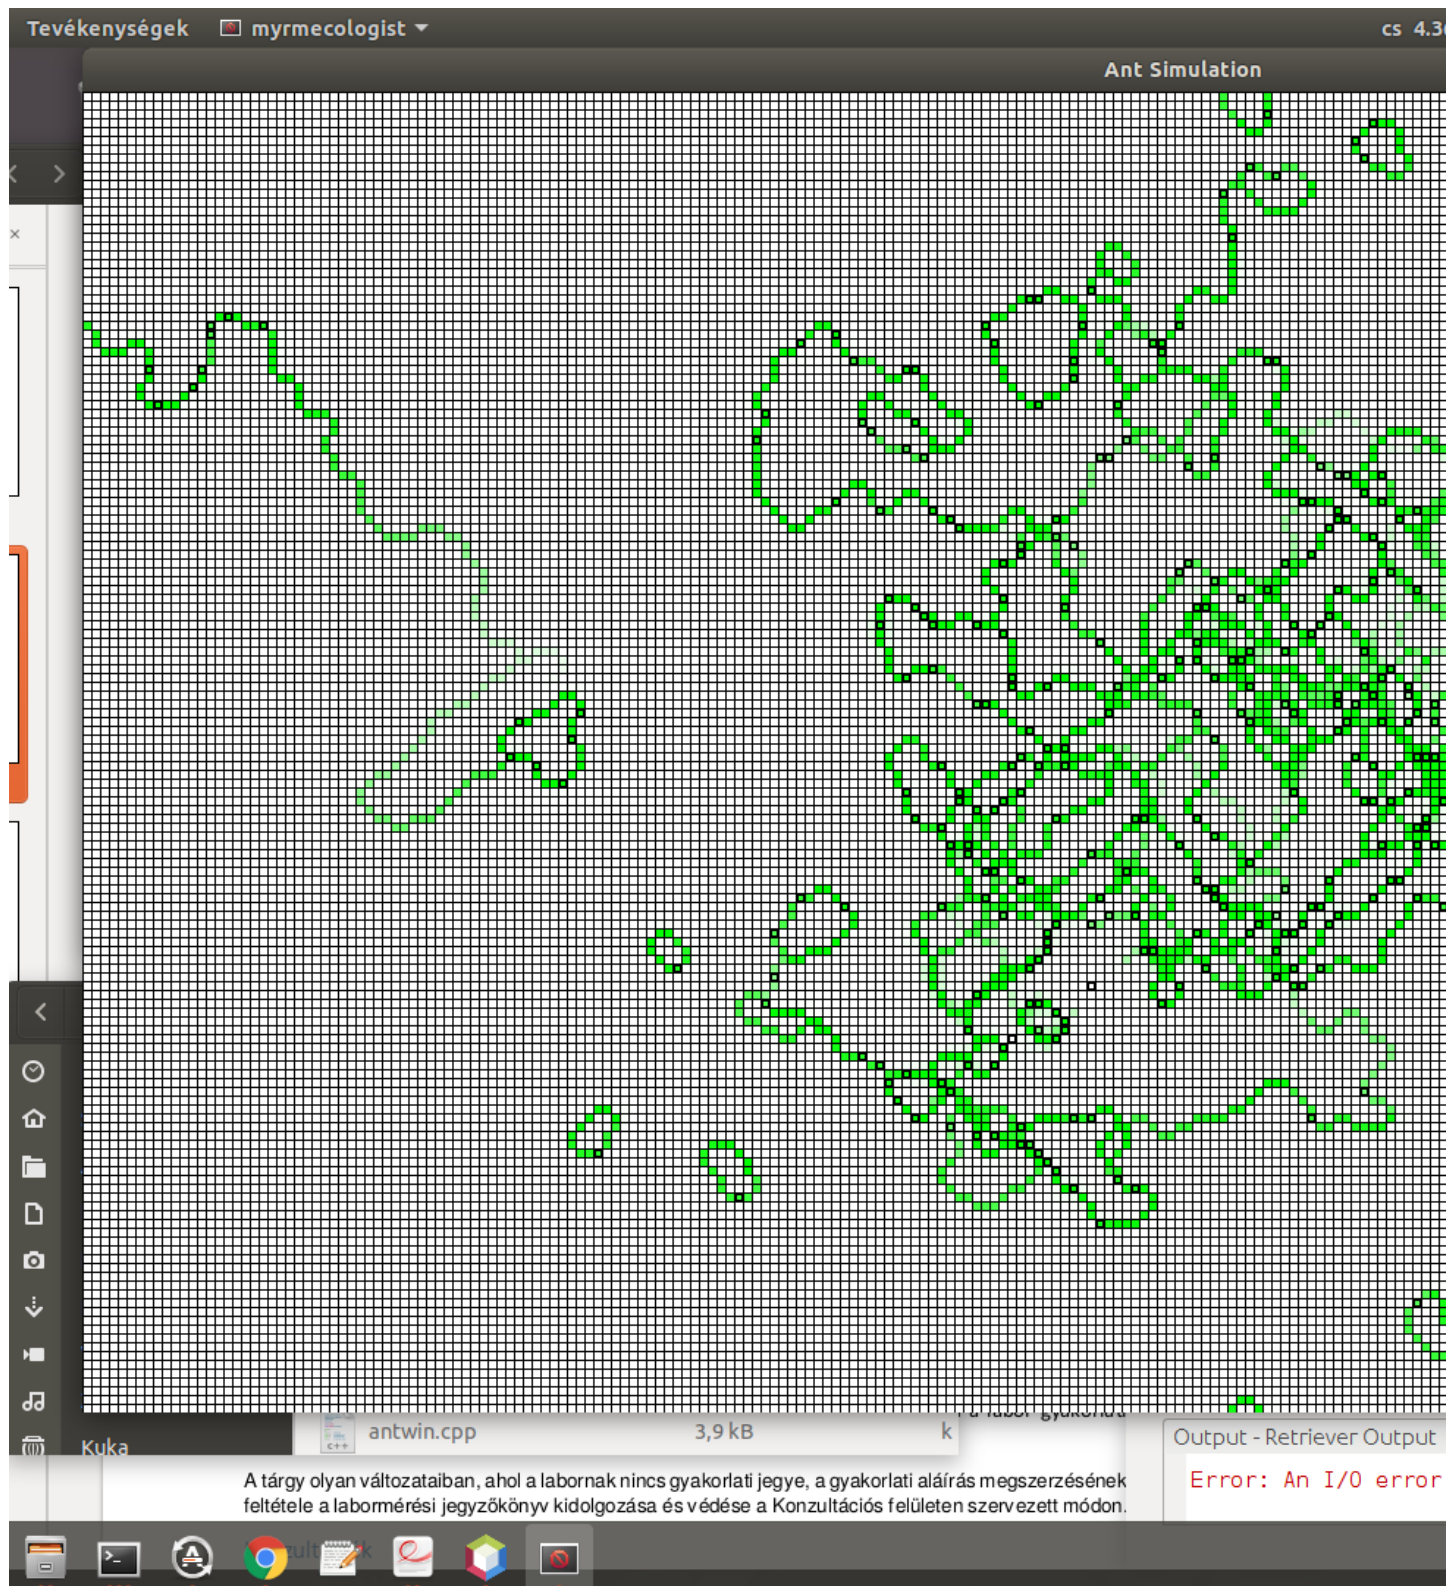 Tevékenységek
myrmecologist
cs 4.3
Ant Simulation
antwin.cpp
3,9 kB
k
c++
Kuka
Output - Retriever Output
Error: An I/O error
A tárgy olyan változataiban, ahol a labornak nincs gyakorlati jegye, a gyakorlati aláírás megszerzésének
feltétele a labormérési jegyzőkönyv kidolgozása és védése a Konzultációs felületen szervezett módon.